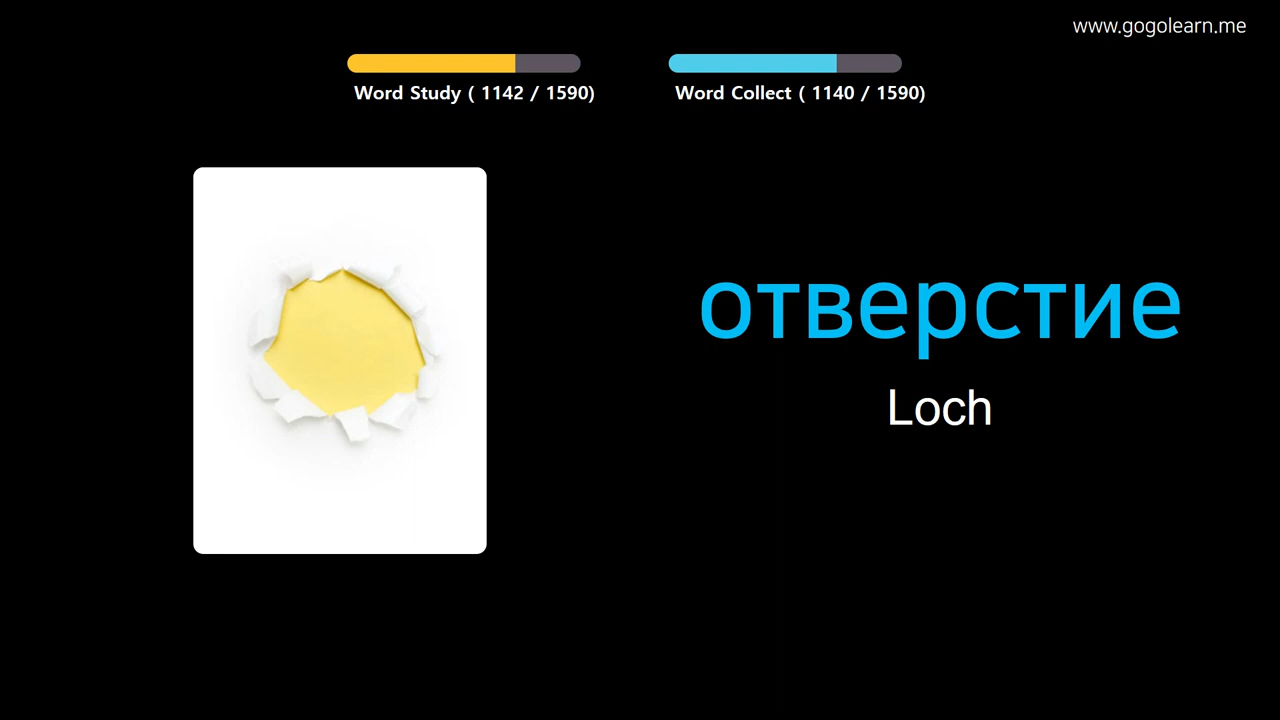 www.gogolearn.me
Word Study ( 1142 / 1590)
Word Collect ( 1140 / 1590)
отверстие
Loch